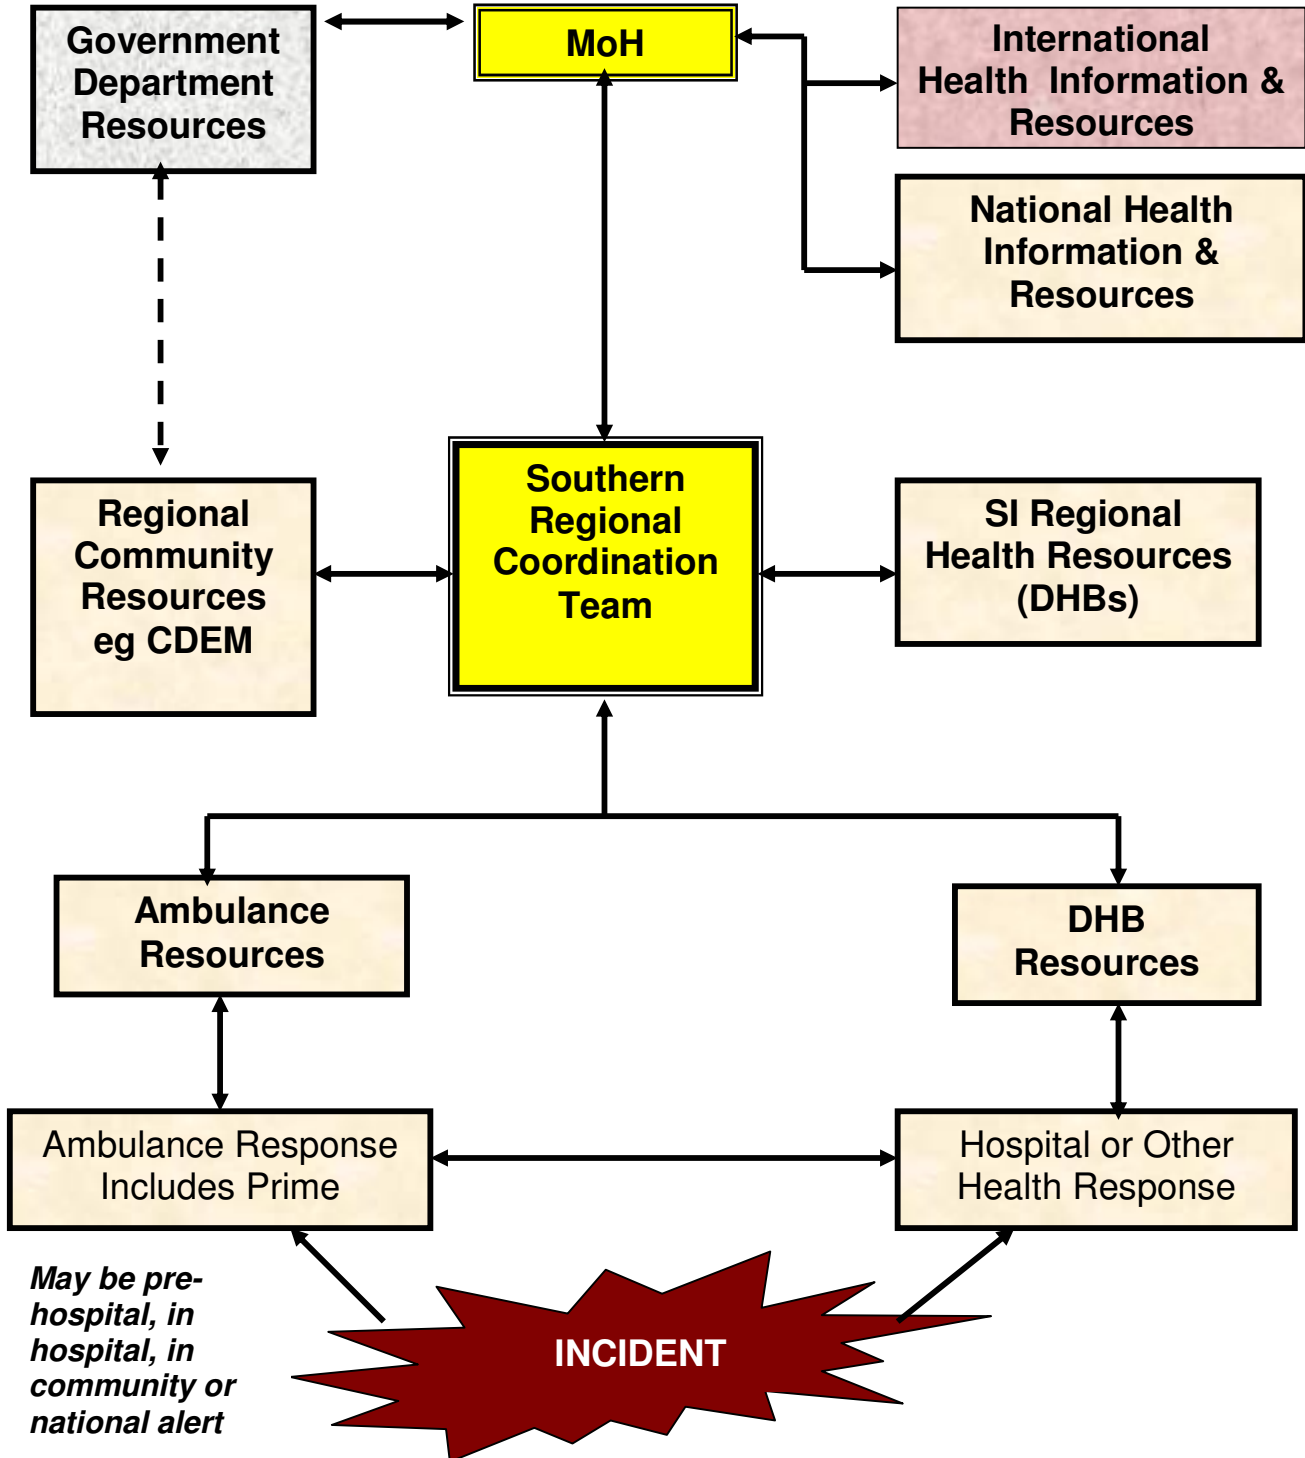 Government
Department
Resources
MoH
International
Health Information &
Resources
National Health
Information &
Resources
Regional
Community
Resources
eg CDEM
Southern
Regional
Coordination
Team
SI Regional
Health Resources
(DHBs)
Ambulance
Resources
DHB
Resources
Ambulance Response
Includes Prime
Hospital or Other
Health Response
May be pre-
hospital, in
hospital, in
community or
national alert
INCIDENT